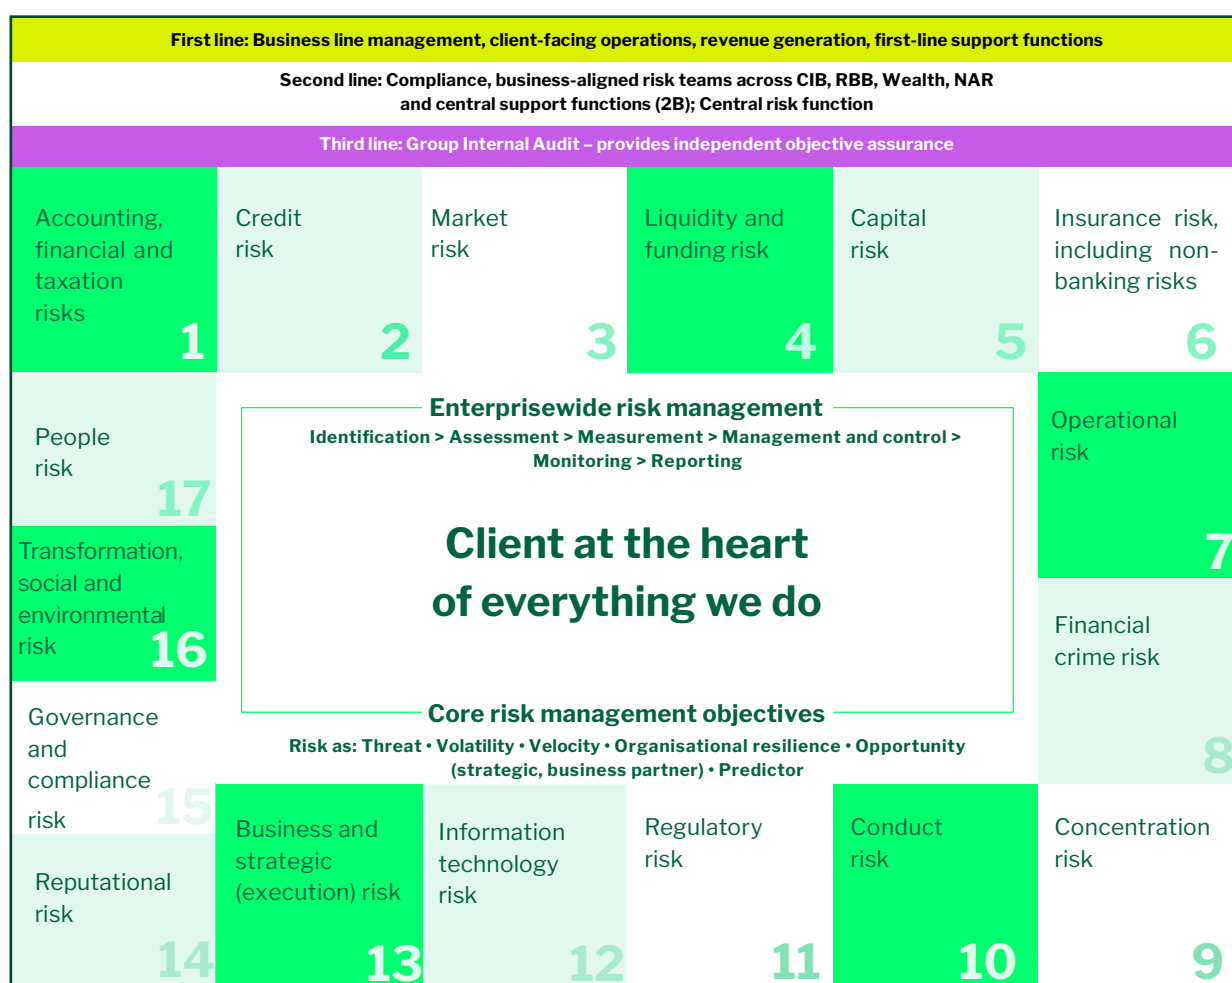 First line: Business line management, client-facing operations, revenue generation, first-line support functions
Second line: Compliance, business-aligned risk teams across CIB, RBB, Wealth, NAR
and central support functions (2B); Central risk function
Third line: Group Internal Audit – provides independent objective assurance
Accounting,
financial and
taxation
risks
1
Credit
risk
2
Market
risk
3
Liquidity and
funding risk
4
Capital
risk
5
Insurance risk,
including non-
banking risks
6
People
risk
17
Enterprisewide risk management
Identification > Assessment > Measurement > Management and control >
Monitoring > Reporting
Operational
risk
7
Client at the heart
of everything we do
Transformation,
social and
environmental
risk
16
Financial
crime risk
8
Governance
and
compliance
risk
15
Core risk management objectives
Risk as: Threat • Volatility • Velocity • Organisational resilience • Opportunity
(strategic, business partner) • Predictor
Reputational
risk
14
Business and
strategic
(execution) risk
13
Information
technology
risk
12
Regulatory
risk
11
Conduct
risk
10
Concentration
risk
9